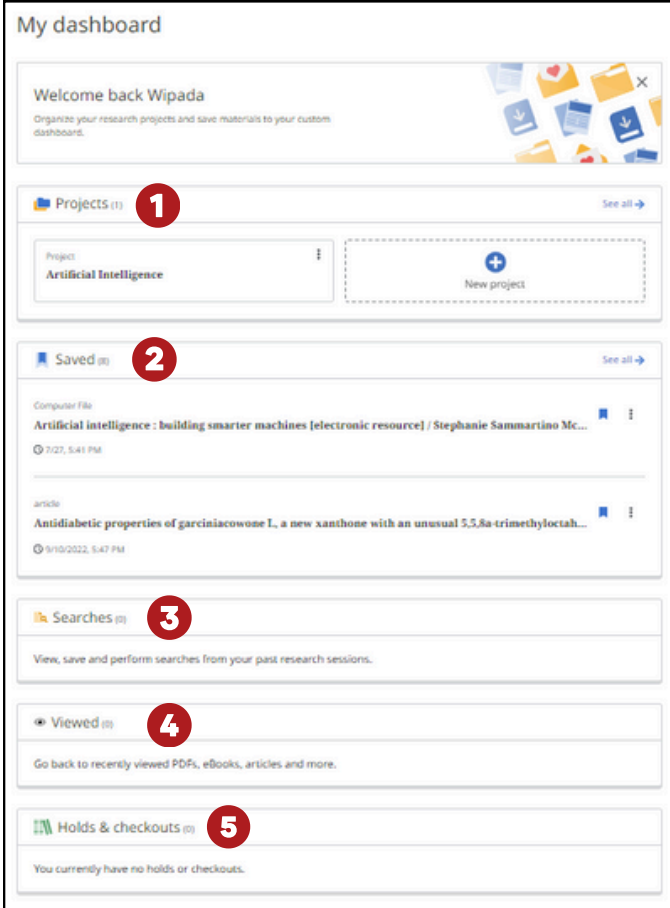 My dashboard
Welcome back Wipada
Organize your research projects and save materials to your custom
dashboard.
Projects (1)
1
See all
Project
Artificial Intelligence
New project
Saved (8)
2
See all
Computer File
Artificial intelligence : building smarter machines [electronic resource] / Stephanie Sammartino Mc...
7/27, 5:41 PM
article
Antidiabetic properties of garciniacowone L, a new xanthone with an unusual 5,5,8a-trimethyloctah...
9/10/2022, 5:47 PM
Searches (0)
3
View, save and perform searches from your past research sessions.
Viewed (0)
4
Go back to recently viewed PDFs, eBooks, articles and more.
Holds & checkouts (0)
5
You currently have no holds or checkouts.